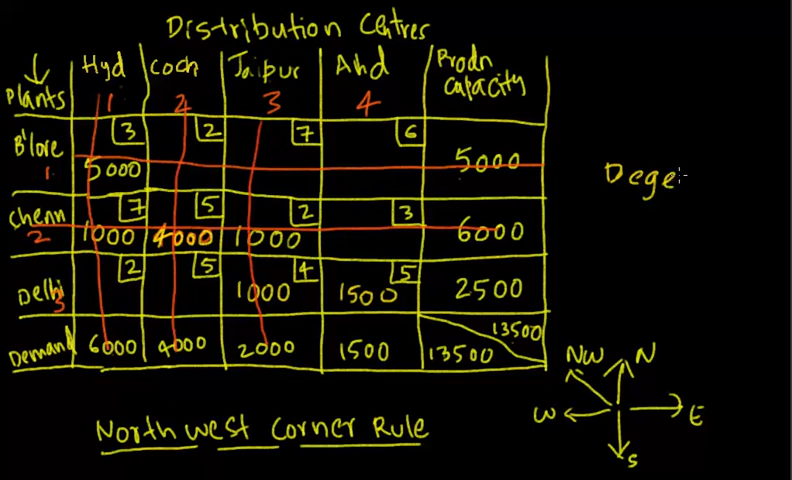 Distribution Centres
Plants Hyd Coch Jaipur Ahd Prodn capacity
1 2 3 4
B'lore 1 3 2 7 6
5000 5000
Chenn 2 7 5 2 3
1000 4000 1000 6000
Delhi 3 2 5 4 5
1000 1500 2500
Demand 6000 4000 2000 1500 13500 13500
Dege
North west corner Rule
NW N
W E
S